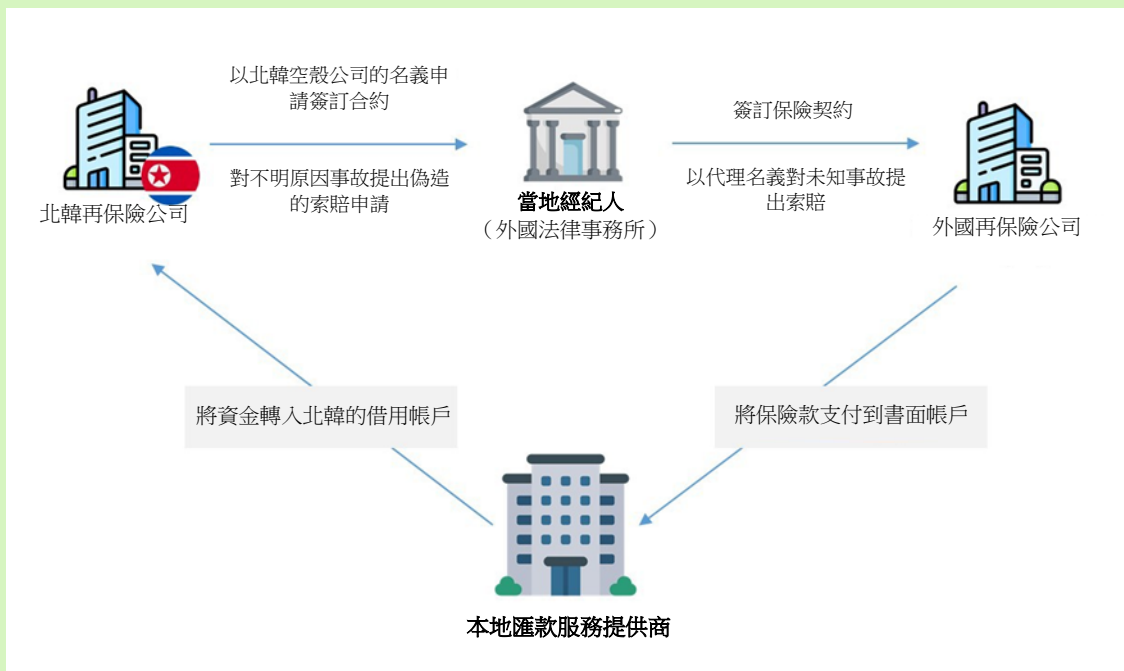 以北韓空殼公司的名義申
請簽訂合約
對不明原因事故提出偽造
的索賠申請
北韓再保險公司
當地經紀人
（外國法律事務所）
簽訂保險契約
以代理名義對未知事故提
出索賠
外國再保險公司
將資金轉入北韓的借用帳戶
將保險款支付到書面帳戶
本地匯款服務提供商